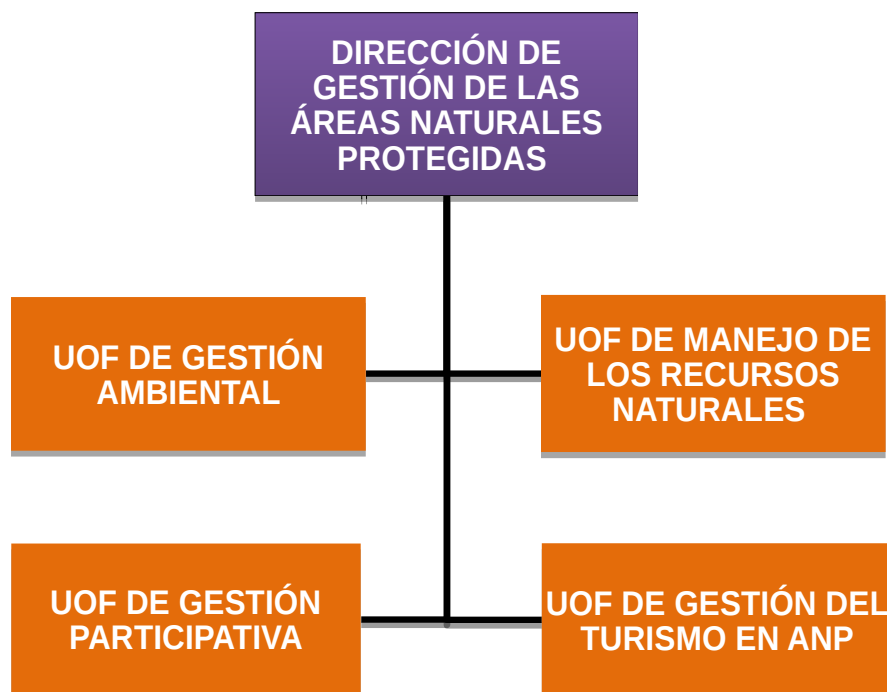 DIRECCIÓN DE
GESTIÓN DE LAS
ÁREAS NATURALES
PROTEGIDAS
UOF DE GESTIÓN
AMBIENTAL
UOF DE MANEJO DE
LOS RECURSOS
NATURALES
UOF DE GESTIÓN
PARTICIPATIVA
UOF DE GESTIÓN DEL
TURISMO EN ANP